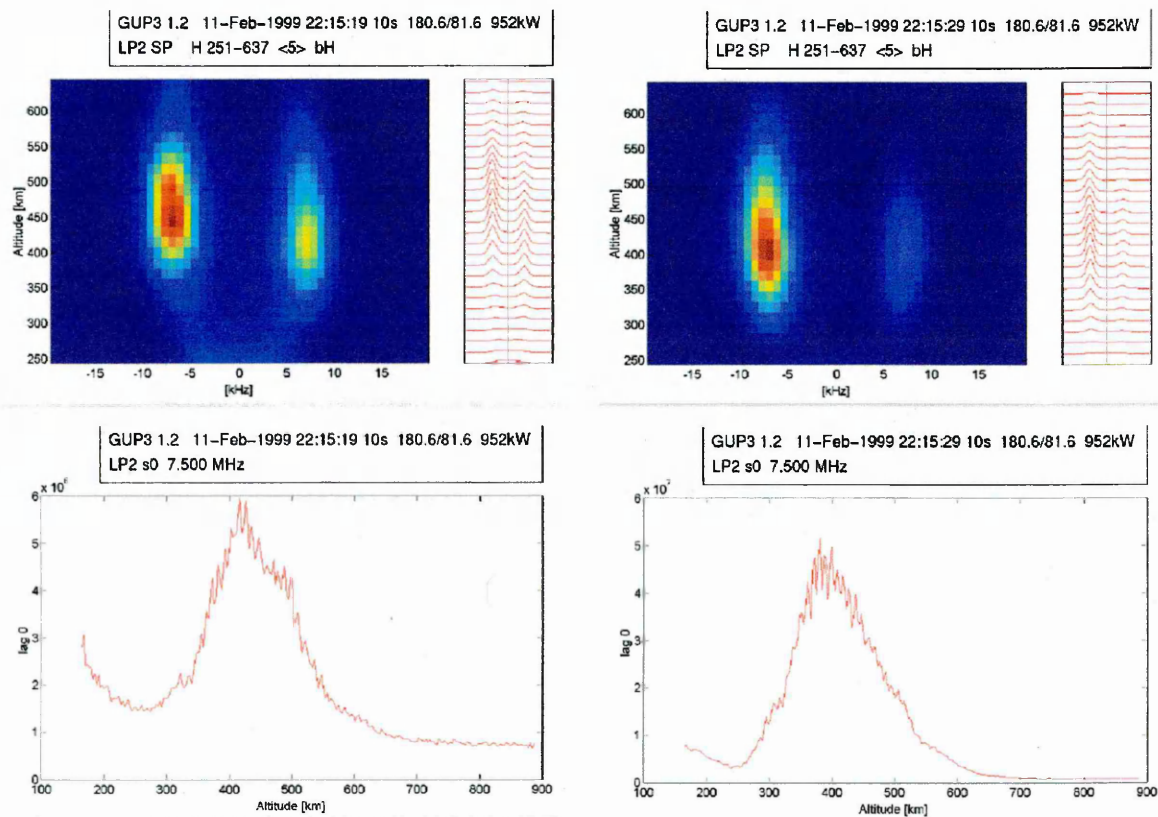 GUP3 1.2 11-Feb-1999 22:15:19 10s 180.6/81.6 952kW
LP2 SP H 251-637 <5> bH
600
550
500
450
400
350
300
250
Altitude [km]
-15 -10 -5 0 5 10 15
[kHz]
GUP3 1.2 11-Feb-1999 22:15:29 10s 180.6/81.6 952kW
LP2 SP H 251-637 <5> bH
600
550
500
450
400
350
300
250
Altitude [km]
-15 -10 -5 0 5 10 15
[kHz]
GUP3 1.2 11-Feb-1999 22:15:19 10s 180.6/81.6 952kW
LP2 s0 7.500 MHz
x 10⁶
6
5
4
3
2
1
0
lag 0
100 200 300 400 500 600 700 800 900
Altitude [km]
GUP3 1.2 11-Feb-1999 22:15:29 10s 180.6/81.6 952kW
LP2 s0 7.500 MHz
x 10⁷
6
5
4
3
2
1
0
lag 0
100 200 300 400 500 600 700 800 900
Altitude [km]